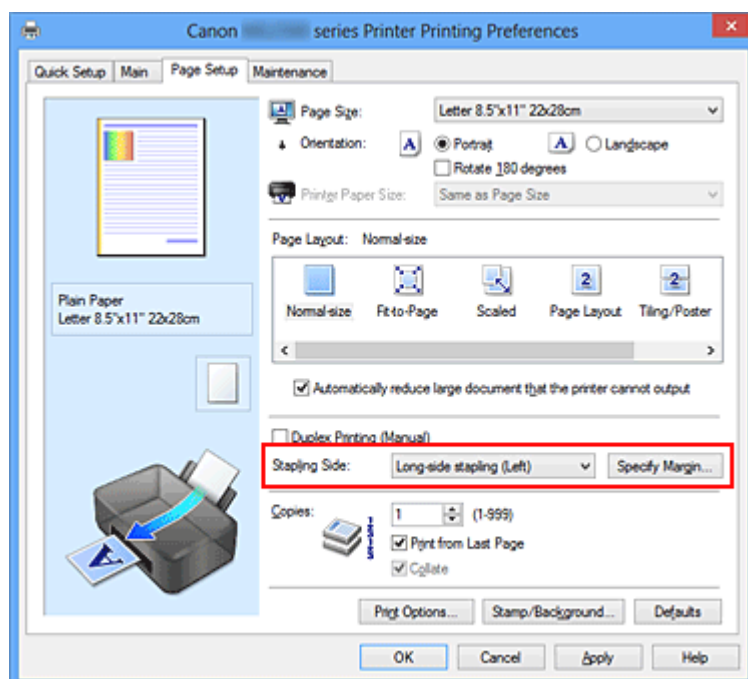 Canon series Printer Printing Preferences
Quick Setup Main Page Setup Maintenance
Page Size: Letter 8.5"x11" 22x28cm
Orientation: A Portrait A Landscape
Rotate 180 degrees
Printer Paper Size: Same as Page Size
Page Layout: Normal-size
2 2
Normal-size Fit-to-Page Scaled Page Layout Tiling/Poster
Plain Paper
Letter 8.5"x11" 22x28cm
Automatically reduce large document that the printer cannot output
Duplex Printing (Manual)
Stapling Side: Long-side stapling (Left) Specify Margin...
Copies: 1 (1-999)
Print from Last Page
Collate
A
Print Options... Stamp/Background... Defaults
OK Cancel Apply Help